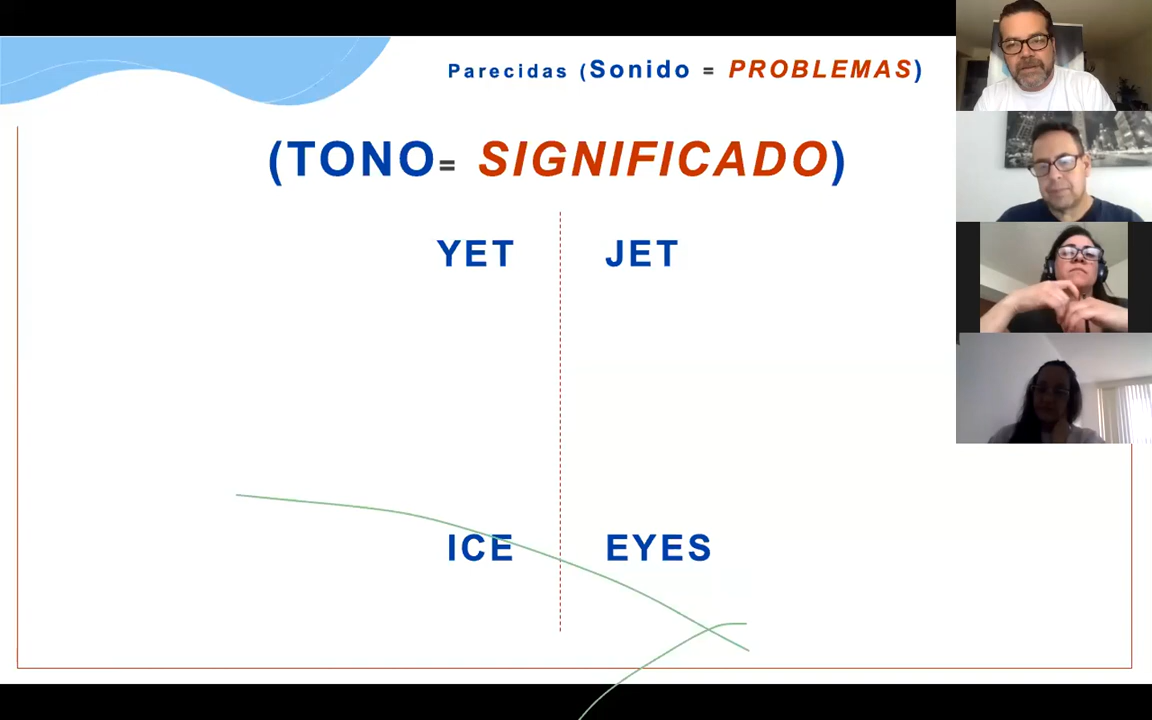 Parecidas (Sonido = PROBLEMAS)
(TONO= SIGNIFICADO)
YET JET
ICE EYES